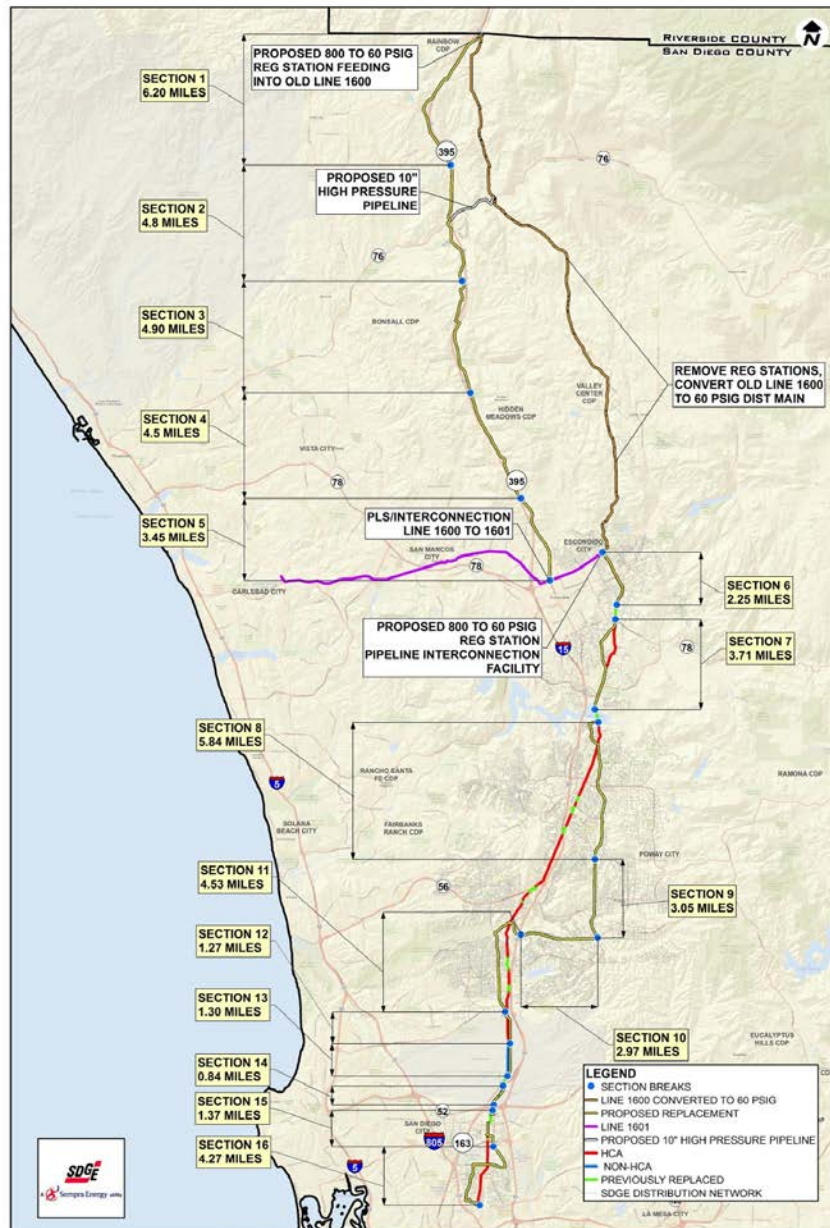 RIVERSIDE COUNTY
SAN DIEGO COUNTY
N
RAINBOW CDP
PROPOSED 800 TO 60 PSIG
REG STATION FEEDING
INTO OLD LINE 1600
SECTION 1
6.20 MILES
395
76
PROPOSED 10"
HIGH PRESSURE
PIPELINE
SECTION 2
4.8 MILES
76
SECTION 3
4.90 MILES
BONSALL CDP
REMOVE REG STATIONS,
CONVERT OLD LINE 1600
TO 60 PSIG DIST MAIN
VALLEY
CENTER
CDP
HIDDEN
MEADOWS CDP
SECTION 4
4.5 MILES
VISTA CITY
78
395
SECTION 5
3.45 MILES
PLS/INTERCONNECTION
LINE 1600 TO 1601
ESCONDIDO
CITY
SAN MARCOS
CITY
78
CARLSBAD CITY
SECTION 6
2.25 MILES
PROPOSED 800 TO 60 PSIG
REG STATION
PIPELINE INTERCONNECTION
FACILITY
15
78
SECTION 7
3.71 MILES
SECTION 8
5.84 MILES
RANCHO SANTA
FE CDP
RAMONA CDP
5
SOLANA
BEACH CITY
FAIRBANKS
RANCH CDP
POWAY CITY
SECTION 11
4.53 MILES
56
SECTION 9
3.05 MILES
SECTION 12
1.27 MILES
SECTION 13
1.30 MILES
SECTION 10
2.97 MILES
EUCALYPTUS
HILLS CDP
SECTION 14
0.84 MILES
SECTION 15
1.37 MILES
52
SAN DIEGO
CITY
805
163
SECTION 16
4.27 MILES
5
LEGEND
SECTION BREAKS
LINE 1600 CONVERTED TO 60 PSIG
PROPOSED REPLACEMENT
LINE 1601
PROPOSED 10" HIGH PRESSURE PIPELINE
HCA
NON-HCA
PREVIOUSLY REPLACED
SDGE DISTRIBUTION NETWORK
LA MESA CITY
SDGE
A Sempra Energy utility